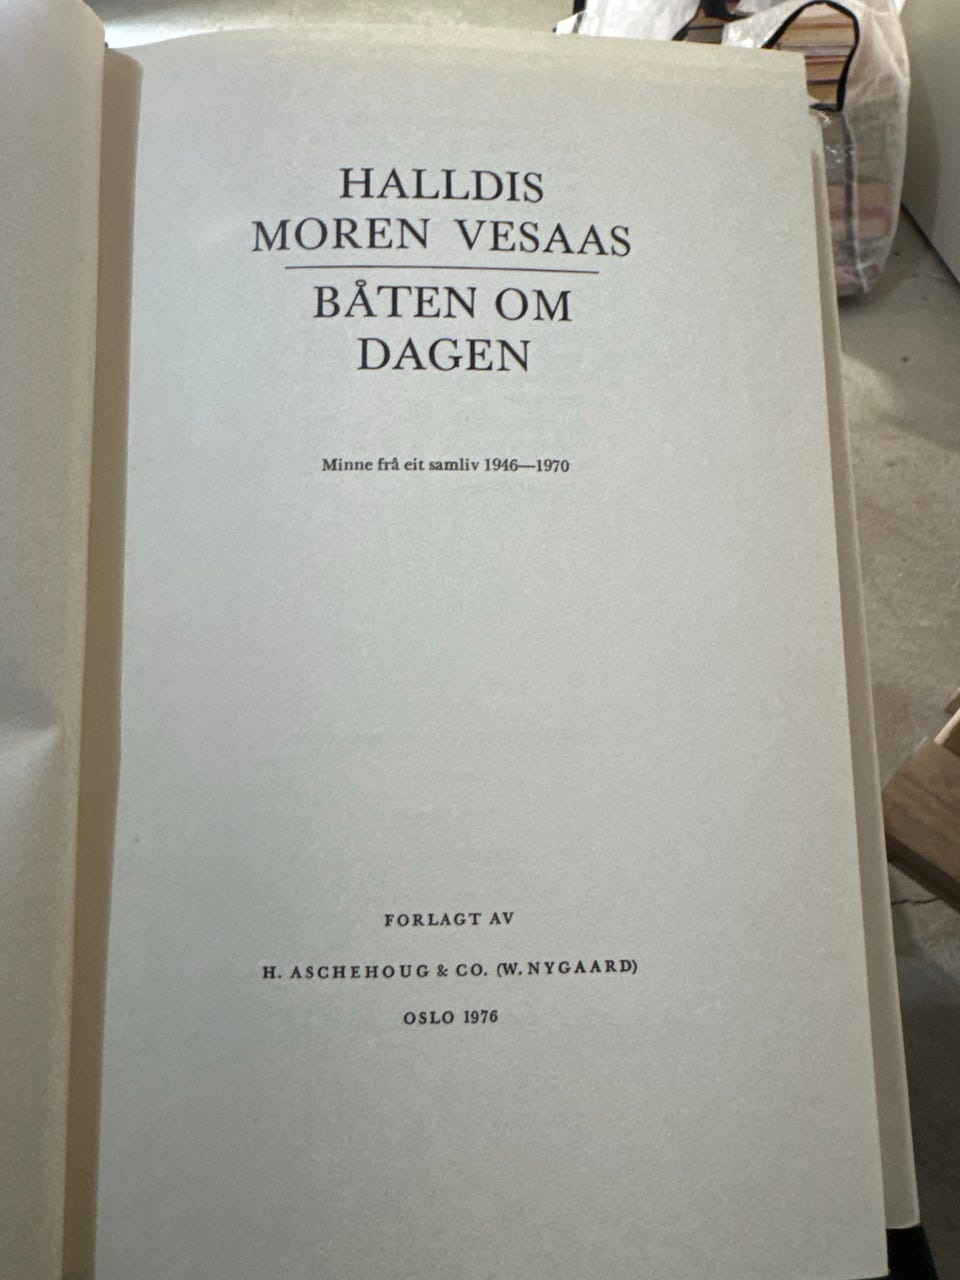 HALLDIS
MOREN VESAAS
BÅTEN OM
DAGEN
Minne frå eit samliv 1946—1970
FORLAGT AV
H. ASCHEHOUG & CO. (W. NYGAARD)
OSLO 1976